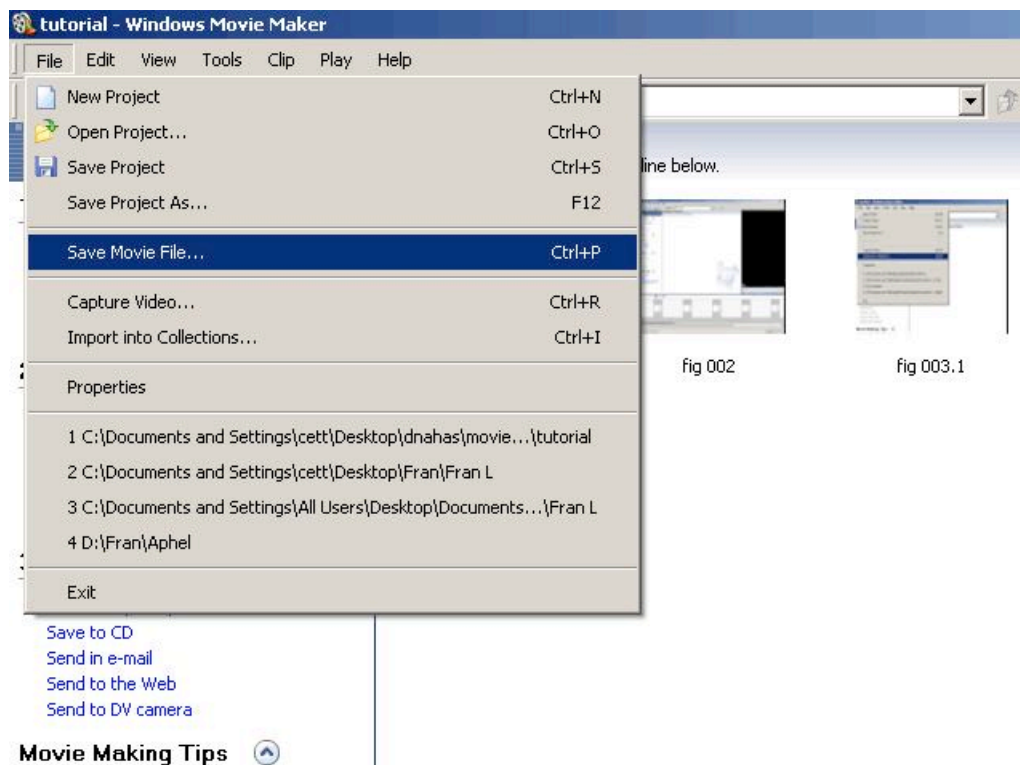 tutorial - Windows Movie Maker
File Edit View Tools Clip Play Help
New Project Ctrl+N
Open Project... Ctrl+O
Save Project Ctrl+S
Save Project As... F12
Save Movie File... Ctrl+P
Capture Video... Ctrl+R
Import into Collections... Ctrl+I
Properties
1 C:\Documents and Settings\cett\Desktop\dnahas\movie...\tutorial
2 C:\Documents and Settings\cett\Desktop\Fran\Fran L
3 C:\Documents and Settings\All Users\Desktop\Documents...\Fran L
4 D:\Fran\Aphel
Exit
line below.
fig 002
fig 003.1
Save to CD
Send in e-mail
Send to the Web
Send to DV camera
Movie Making Tips